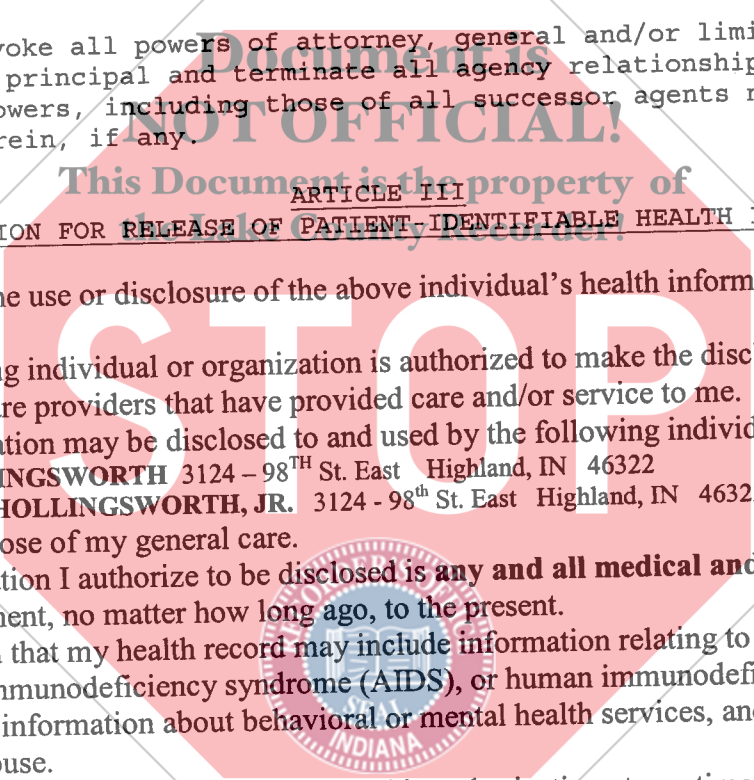 voke all powers of attorney, general and/or limi
principal and terminate all agency relationship
owers, including those of all successor agents
rein, if any.
Document is
NOT OFFICIAL!
This Document is the property of
the Lake County Recorder!
ARTICLE III
ION FOR RELEASE OF PATIENT-IDENTIFIABLE HEALTH
he use or disclosure of the above individual's health inform
ng individual or organization is authorized to make the discl
are providers that have provided care and/or service to me.
ation may be disclosed to and used by the following individ
INGSWORTH 3124 – 98TH St. East Highland, IN 46322
HOLLINGSWORTH, JR. 3124 - 98th St. East Highland, IN 4632
ose of my general care.
tion I authorize to be disclosed is any and all medical and
ment, no matter how long ago, to the present.
that my health record may include information relating to
mmunodeficiency syndrome (AIDS), or human immunodefi
information about behavioral or mental health services, an
buse.
STOP
SEAL
INDIANA